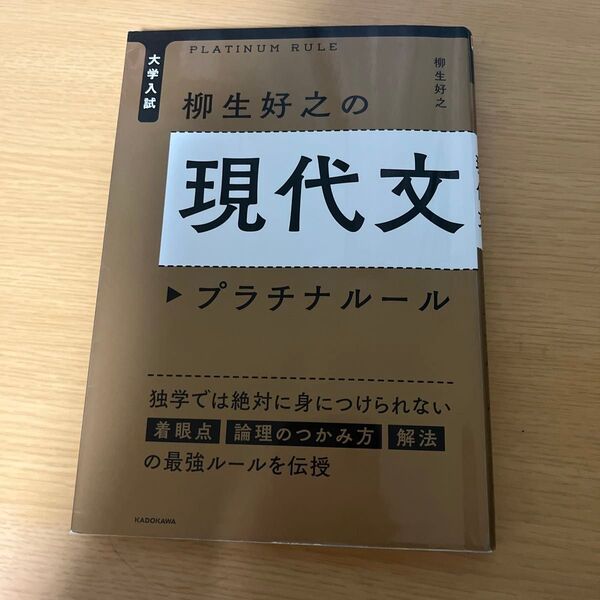 PLATINUM RULE
大学入試
柳生好之
柳生好之の
現代文
▶プラチナルール
独学では絶対に身につけられない
着眼点 論理のつかみ方 解法
の最強ルールを伝授
KADOKAWA